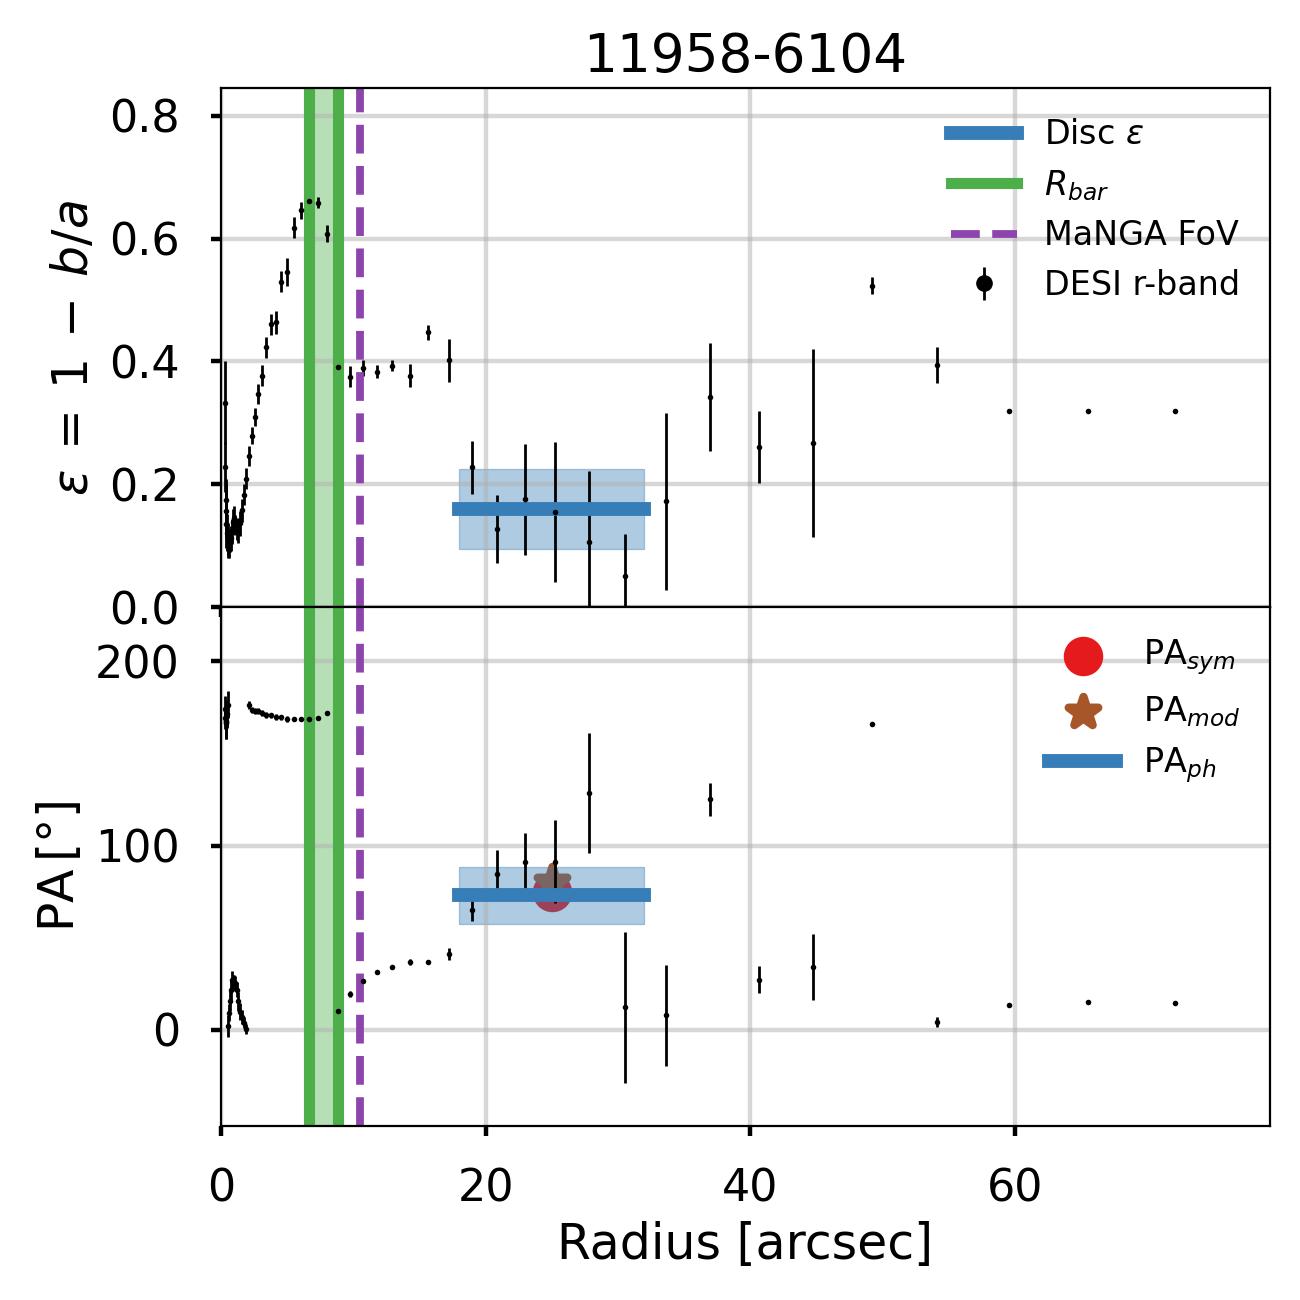 11958-6104
0.8
0.6
0.4
0.2
0.0
ε = 1 − b/a
Disc ε
R_bar
MaNGA FoV
DESI r-band
200
100
0
PA [°]
PA_sym
PA_mod
PA_ph
0 20 40 60
Radius [arcsec]